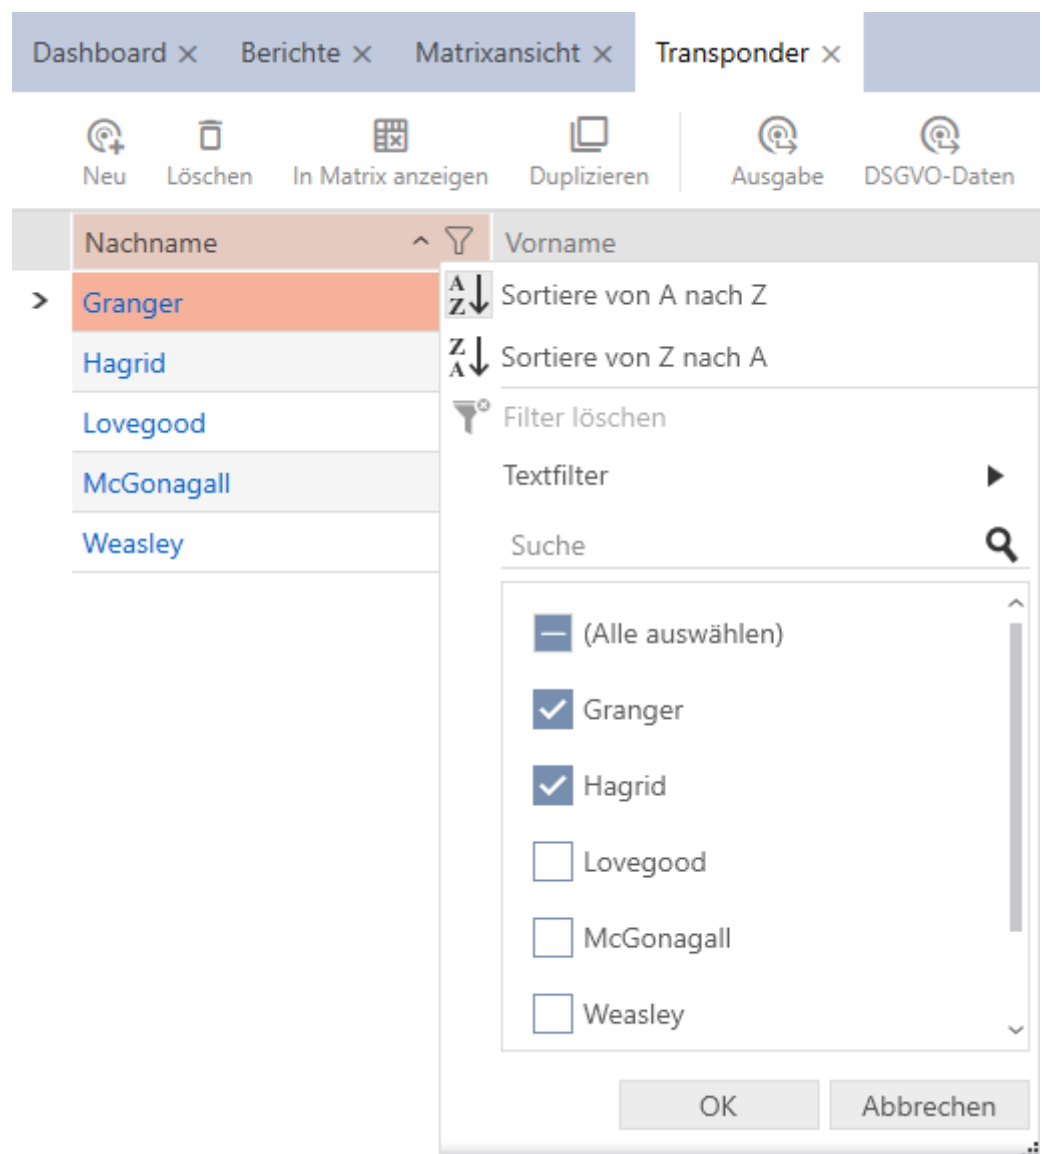 Dashboard Berichte Matrixansicht Transponder
Neu Löschen In Matrix anzeigen Duplizieren Ausgabe DSGVO-Daten
Nachname Vorname
Granger
Hagrid
Lovegood
McGonagall
Weasley
Sortiere von A nach Z
Sortiere von Z nach A
Filter löschen
Textfilter
Suche
(Alle auswählen)
Granger
Hagrid
Lovegood
McGonagall
Weasley
OK Abbrechen